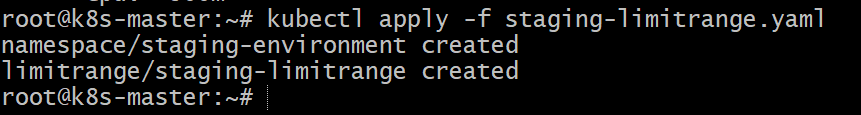 root@k8s-master:~# kubectl apply -f staging-limitrange.yaml
namespace/staging-environment created
limitrange/staging-limitrange created
root@k8s-master:~#